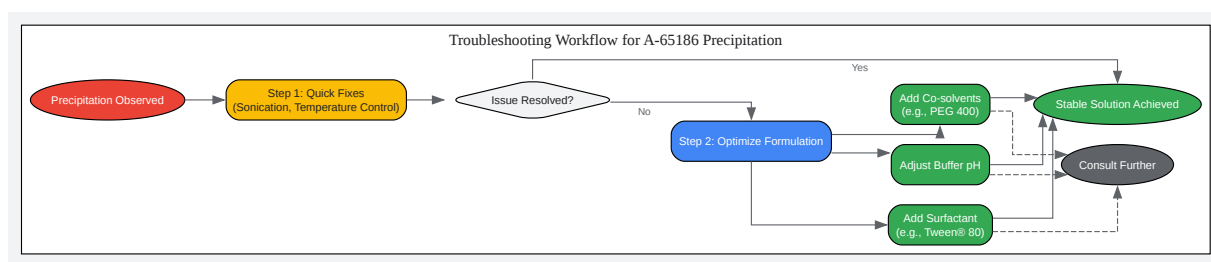 Troubleshooting Workflow for A-65186 Precipitation
Precipitation Observed
Step 1: Quick Fixes
(Sonication, Temperature Control)
Issue Resolved?
Yes
No
Step 2: Optimize Formulation
Add Co-solvents
(e.g., PEG 400)
Adjust Buffer pH
Add Surfactant
(e.g., Tween® 80)
Stable Solution Achieved
Consult Further